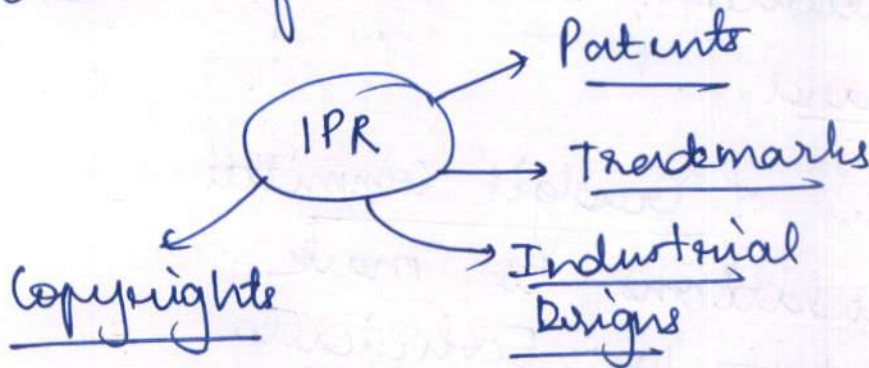 Patents
IPR
Trademarks
Industrial
Designs
Copyrights